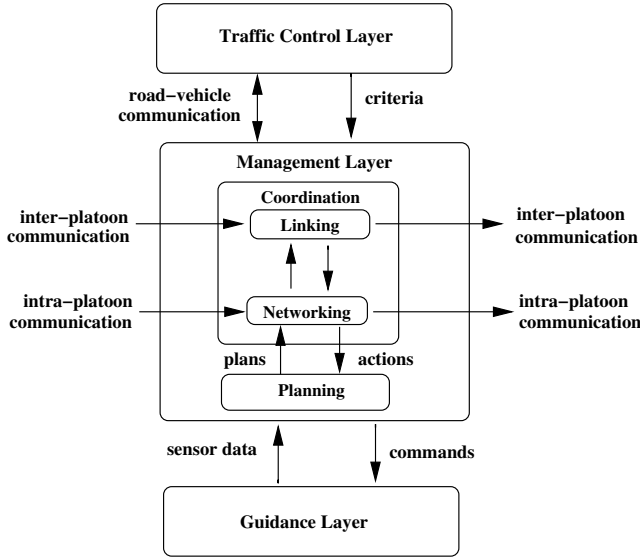 Traffic Control Layer
road−vehicle
communication
criteria
Management Layer
Coordination
inter−platoon
communication
Linking
inter−platoon
communication
intra−platoon
communication
Networking
intra−platoon
communication
plans
actions
Planning
sensor data
commands
Guidance Layer